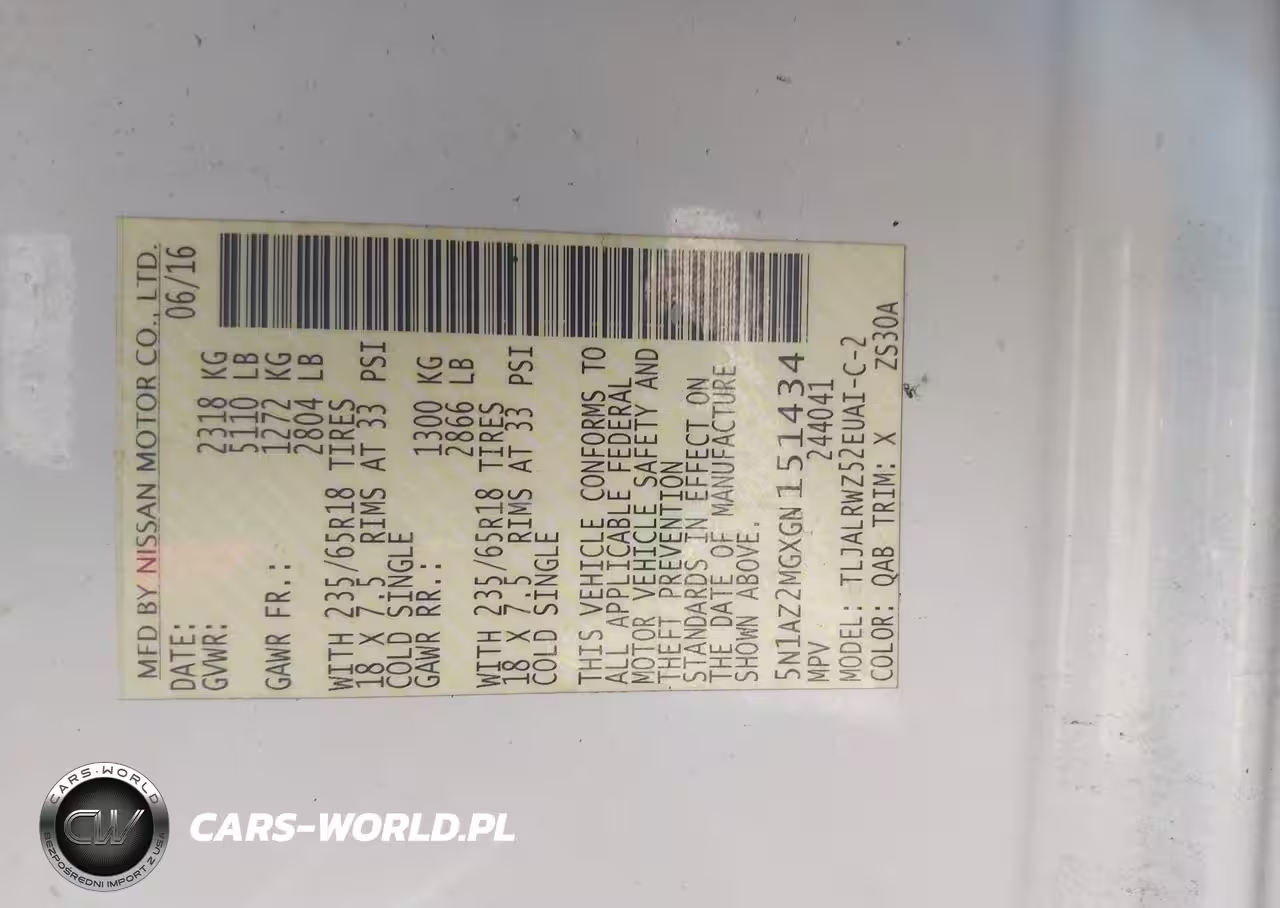 MFD BY NISSAN MOTOR CO., LTD.
DATE: 06/16
GVWR: 2318 KG
5110 LB
GAWR FR.: 1272 KG
2804 LB
WITH 235/65R18 TIRES
18 X 7.5 RIMS AT 33 PSI
COLD SINGLE
GAWR RR.: 1300 KG
2866 LB
WITH 235/65R18 TIRES
18 X 7.5 RIMS AT 33 PSI
COLD SINGLE
THIS VEHICLE CONFORMS TO
ALL APPLICABLE FEDERAL
MOTOR VEHICLE SAFETY AND
THEFT PREVENTION
STANDARDS IN EFFECT ON
THE DATE OF MANUFACTURE
SHOWN ABOVE.
5N1AZ2MGXGN151434
MPV 244041
MODEL: TLJALRWZ52EUAI-C-2
COLOR: QAB TRIM: X ZS30A
CARS-WORLD
CW
BEZPOŚREDNI IMPORT Z USA
CARS-WORLD.PL